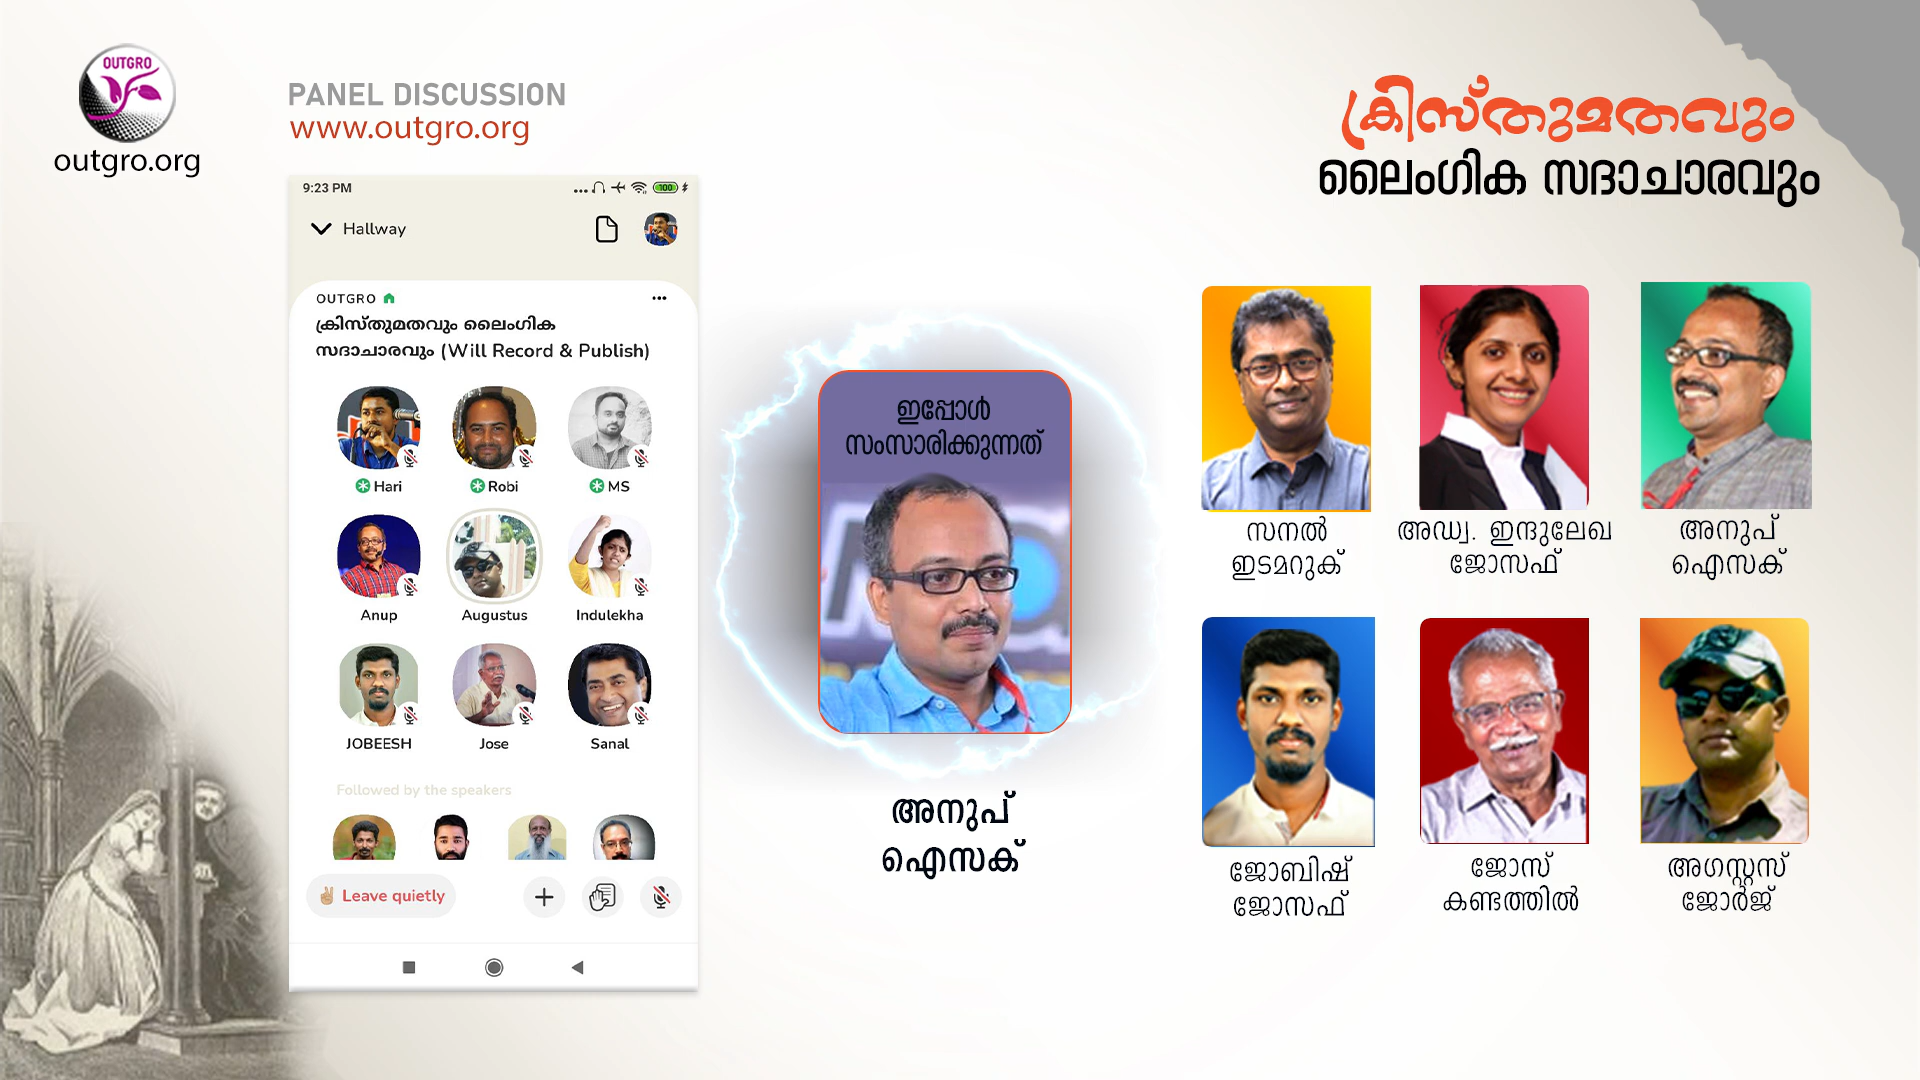 OUTGRO
outgro.org
PANEL DISCUSSION
www.outgro.org
ക്രിസ്തുമതവും
ലൈംഗിക സദാചാരവും
9:23 PM
100
Hallway
OUTGRO
ക്രിസ്തുമതവും ലൈംഗിക
സദാചാരവും (Will Record & Publish)
Hari
Robi
MS
Anup
Augustus
Indulekha
JOBEESH
Jose
Sanal
Followed by the speakers
Leave quietly
ഇപ്പോൾ
സംസാരിക്കുന്നത്
അനൂപ്
ഐസക്
സനൽ
ഇടമറുക്
അഡ്വ. ഇന്ദുലേഖ
ജോസഫ്
അനൂപ്
ഐസക്
ജോബിഷ്
ജോസഫ്
ജോസ്
കണ്ടത്തിൽ
അഗസ്റ്റസ്
ജോർജ്